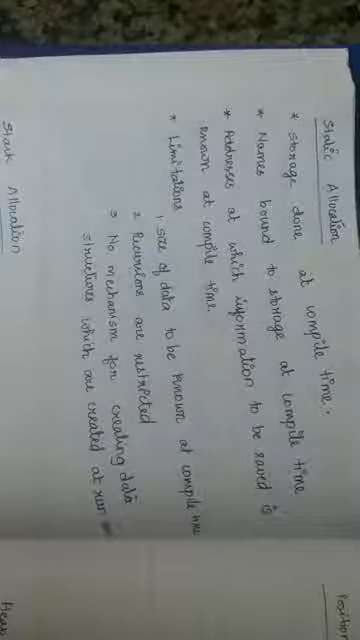 Static Allocation
* Storage done at compile time.
* Names bound to storage at compile time
* Addresses at which information to be saved is
known at compile time.
* Limitations
1, size of data to be known at compile time
2 Recursions are restricted
3 No mechanism for creating data
structures which are created at run
Stack Allocation
Position
Heap